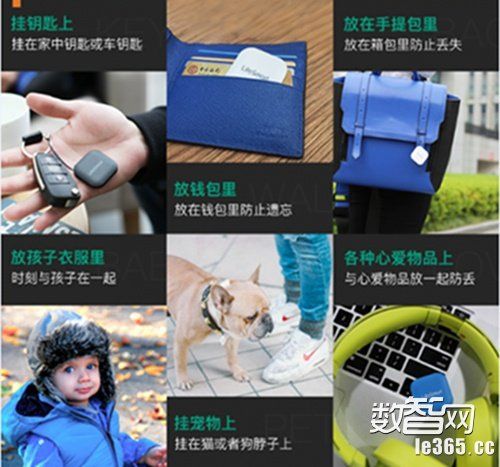 挂钥匙上
挂在家中钥匙或车钥匙
放在手提包里
放在箱包里防止丢失
放钱包里
放在钱包里防止遗忘
放孩子衣服里
时刻与孩子在一起
各种心爱物品上
与心爱物品放一起防丢
挂宠物上
挂在猫或者狗脖子上
数智网
le365.cc